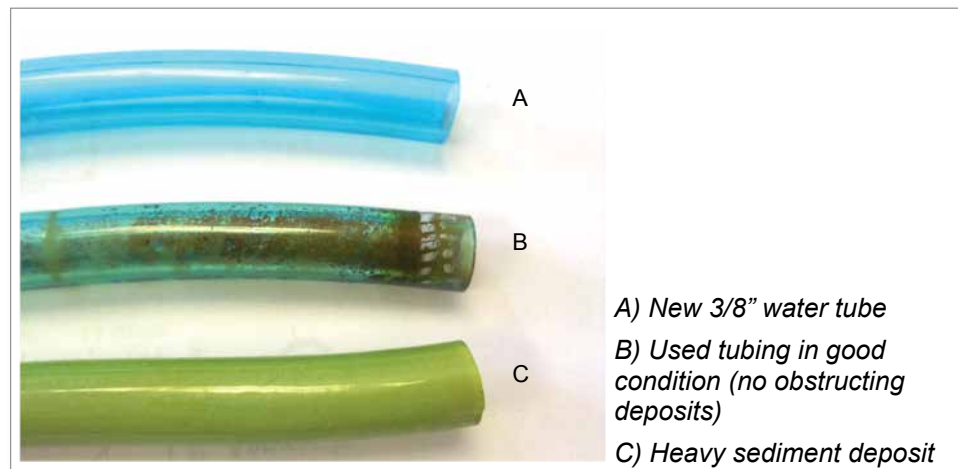 A
B
C
A) New 3/8” water tube
B) Used tubing in good
condition (no obstructing
deposits)
C) Heavy sediment deposit